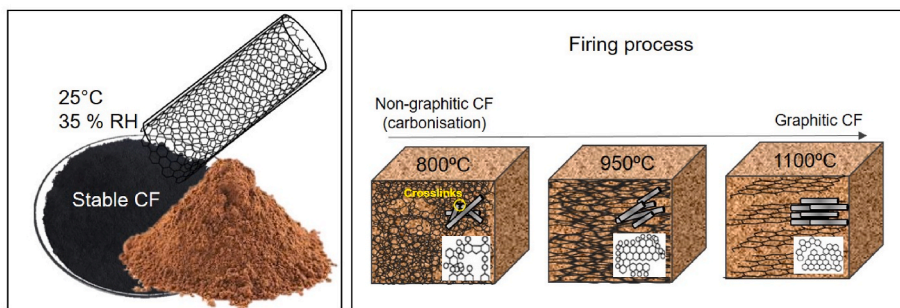 25°C
35 % RH
Stable CF
Firing process
Non-graphitic CF
(carbonisation)
Graphitic CF
800ºC
950ºC
1100ºC
Crosslinks